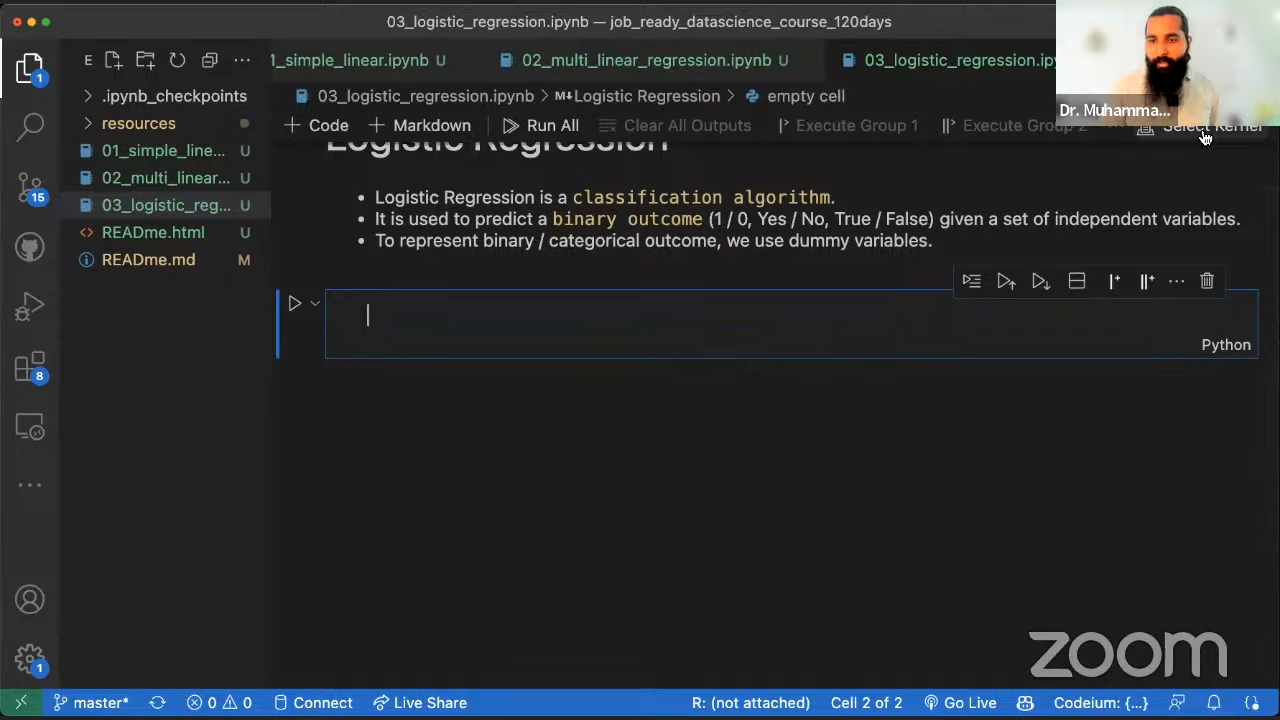 03_logistic_regression.ipynb — job_ready_datascience_course_120days
E
1_simple_linear.ipynb U
02_multi_linear_regression.ipynb U
03_logistic_regression.ipy
Dr. Muhamma...
.ipynb_checkpoints
resources
01_simple_line... U
02_multi_linear... U
03_logistic_reg... U
READme.html U
READme.md M
03_logistic_regression.ipynb > M↓Logistic Regression > empty cell
+ Code + Markdown Run All Clear All Outputs Execute Group 1 Execute Group 2 Select Kernel
Logistic Regression
• Logistic Regression is a classification algorithm.
• It is used to predict a binary outcome (1 / 0, Yes / No, True / False) given a set of independent variables.
• To represent binary / categorical outcome, we use dummy variables.
Python
1
15
8
1
zoom
master* 0 0 Connect Live Share R: (not attached) Cell 2 of 2 Go Live Codeium: {...}